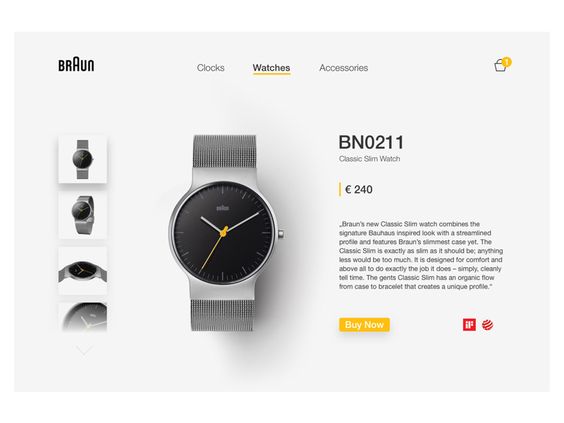 BRAUN
Clocks
Watches
Accessories
1
BRAUN
BN0211
Classic Slim Watch
€ 240
„Braun's new Classic Slim watch combines the
signature Bauhaus inspired look with a streamlined
profile and features Braun's slimmest case yet. The
Classic Slim is exactly as slim as it should be; anything
less would be too much. It is designed for comfort and
above all to do exactly the job it does – simply, cleanly
tell time. The gents Classic Slim has an organic flow
from case to bracelet that creates a unique profile.“
Buy Now
iF